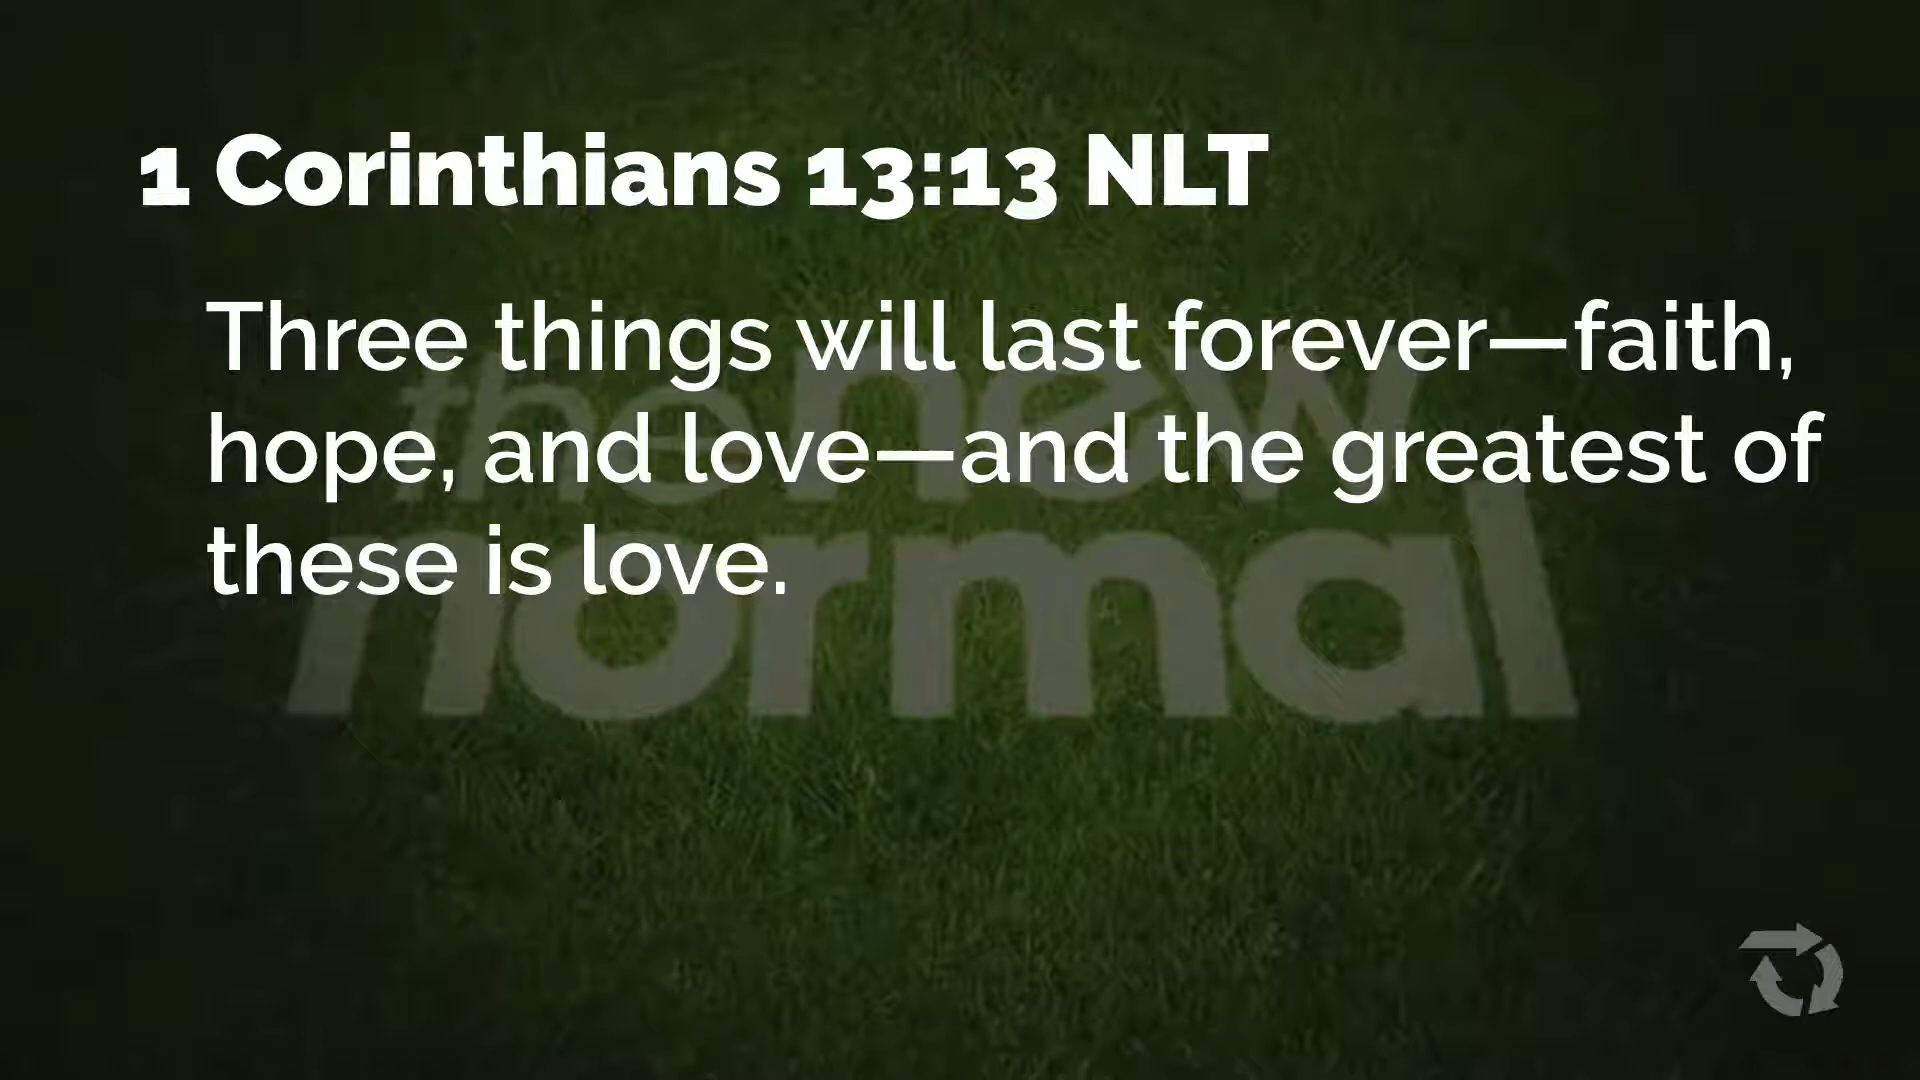 1 Corinthians 13:13 NLT
Three things will last forever—faith,
hope, and love—and the greatest of
these is love.
the new
normal